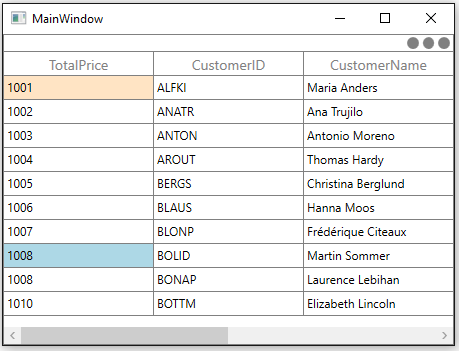 MainWindow
TotalPrice CustomerID CustomerName
1001 ALFKI Maria Anders
1002 ANATR Ana Trujilo
1003 ANTON Antonio Moreno
1004 AROUT Thomas Hardy
1005 BERGS Christina Berglund
1006 BLAUS Hanna Moos
1007 BLONP Frédérique Citeaux
1008 BOLID Martin Sommer
1008 BONAP Laurence Lebihan
1010 BOTTM Elizabeth Lincoln